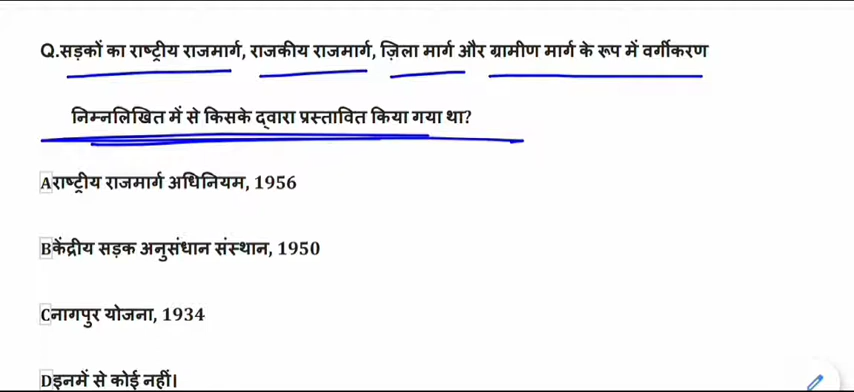 Q.सड़कों का राष्ट्रीय राजमार्ग, राजकीय राजमार्ग, ज़िला मार्ग और ग्रामीण मार्ग के रूप में वर्गीकरण
निम्नलिखित में से किसके द्वारा प्रस्तावित किया गया था?
Aराष्ट्रीय राजमार्ग अधिनियम, 1956
Bकेंद्रीय सड़क अनुसंधान संस्थान, 1950
Cनागपुर योजना, 1934
Dइनमें से कोई नहीं।